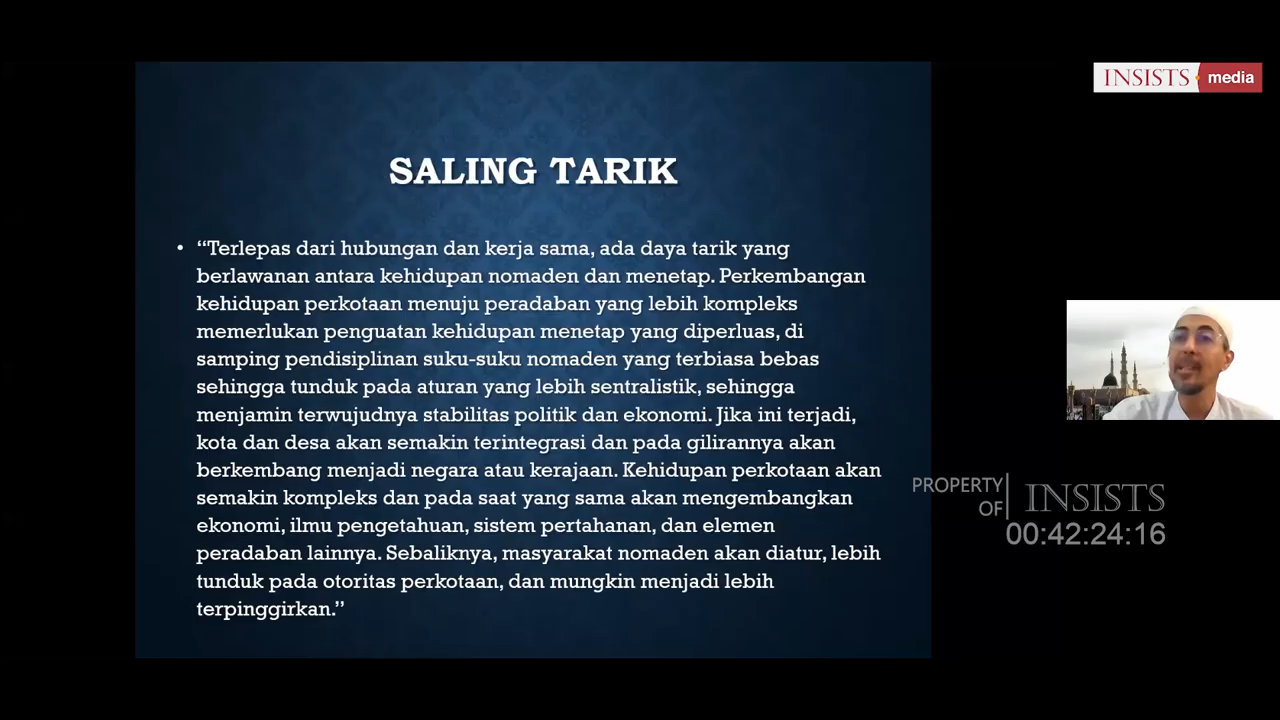 INSISTS media
SALING TARIK
• “Terlepas dari hubungan dan kerja sama, ada daya tarik yang
berlawanan antara kehidupan nomaden dan menetap. Perkembangan
kehidupan perkotaan menuju peradaban yang lebih kompleks
memerlukan penguatan kehidupan menetap yang diperluas, di
samping pendisiplinan suku-suku nomaden yang terbiasa bebas
sehingga tunduk pada aturan yang lebih sentralistik, sehingga
menjamin terwujudnya stabilitas politik dan ekonomi. Jika ini terjadi,
kota dan desa akan semakin terintegrasi dan pada gilirannya akan
berkembang menjadi negara atau kerajaan. Kehidupan perkotaan akan
semakin kompleks dan pada saat yang sama akan mengembangkan
ekonomi, ilmu pengetahuan, sistem pertahanan, dan elemen
peradaban lainnya. Sebaliknya, masyarakat nomaden akan diatur, lebih
tunduk pada otoritas perkotaan, dan mungkin menjadi lebih
terpinggirkan.”
PROPERTY
OF
INSISTS
00:42:24:16